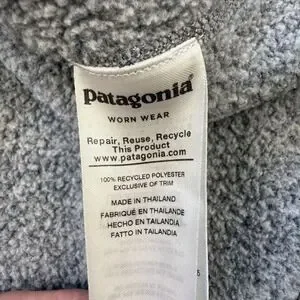 patagonia®
WORN WEAR
Repair, Reuse, Recycle
This Product
www.patagonia.com
100% RECYCLED POLYESTER
EXCLUSIVE OF TRIM
MADE IN THAILAND
FABRIQUÉ EN THAÏLANDE
HECHO EN TAILANDIA
FATTO IN TAILANDIA